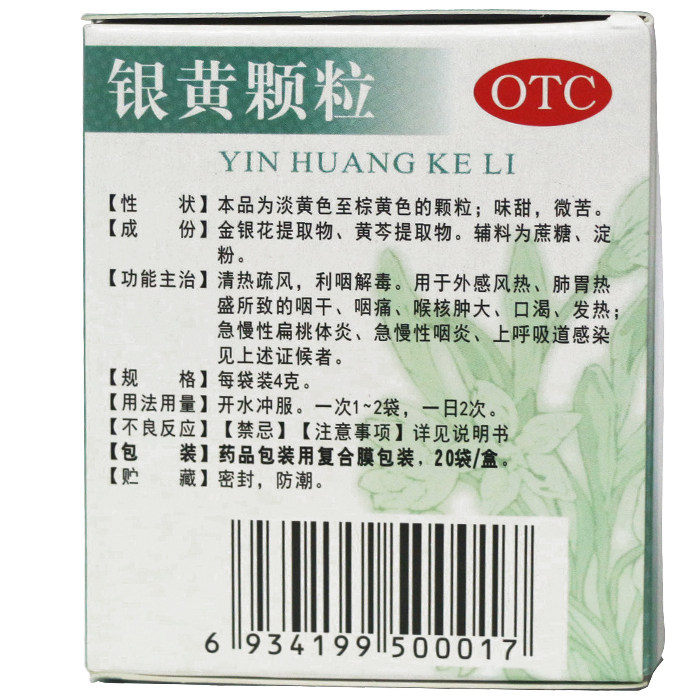 银黄颗粒
OTC
YIN HUANG KE LI
【性 状】本品为淡黄色至棕黄色的颗粒；味甜，微苦。
【成 份】金银花提取物、黄芩提取物。辅料为蔗糖、淀
粉。
【功能主治】清热疏风，利咽解毒。用于外感风热、肺胃热
盛所致的咽干、咽痛、喉核肿大、口渴、发热；
急慢性扁桃体炎、急慢性咽炎、上呼吸道感染
见上述证候者。
【规 格】每袋装4克。
【用法用量】开水冲服。一次1~2袋，一日2次。
【不良反应】【禁忌】【注意事项】详见说明书
【包 装】药品包装用复合膜包装，20袋/盒。
【贮 藏】密封，防潮。
6 934199 500017